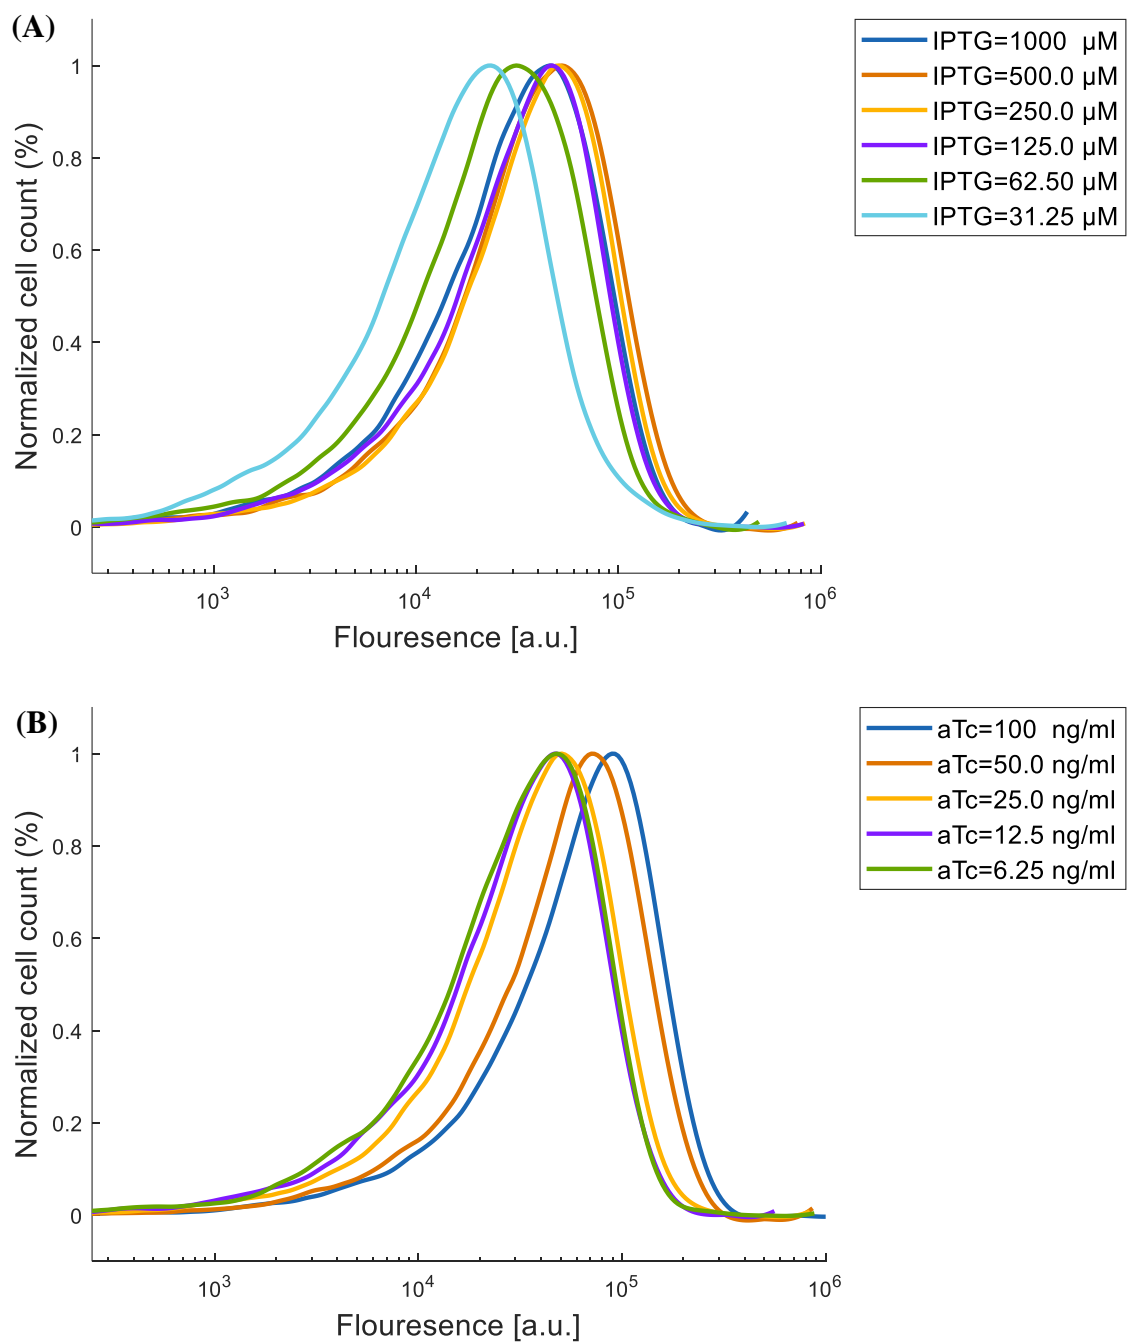 (A)
IPTG=1000 µM
IPTG=500.0 µM
IPTG=250.0 µM
IPTG=125.0 µM
IPTG=62.50 µM
IPTG=31.25 µM
Normalized cell count (%)
1
0.8
0.6
0.4
0.2
0
10³ 10⁴ 10⁵ 10⁶
Flouresence [a.u.]
(B)
aTc=100 ng/ml
aTc=50.0 ng/ml
aTc=25.0 ng/ml
aTc=12.5 ng/ml
aTc=6.25 ng/ml
Normalized cell count (%)
1
0.8
0.6
0.4
0.2
0
10³ 10⁴ 10⁵ 10⁶
Flouresence [a.u.]